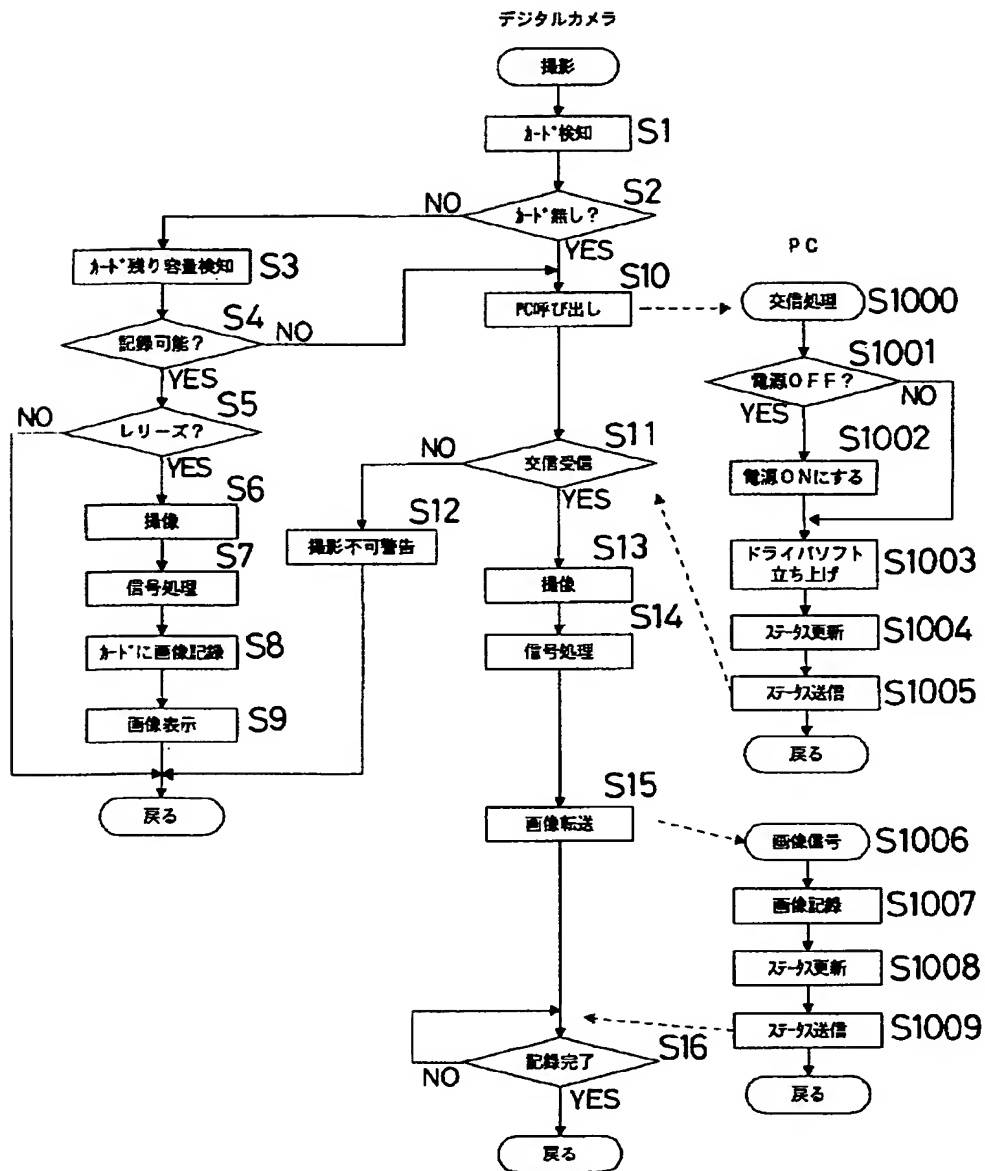 デジタルカメラ
撮影
ｶｰﾄﾞ検知 S1
ｶｰﾄﾞ無し？ S2
NO
YES
ｶｰﾄﾞ残り容量検知 S3
記録可能？ S4
NO
YES
レリーズ？ S5
NO
YES
撮像 S6
信号処理 S7
ｶｰﾄﾞに画像記録 S8
画像表示 S9
戻る
PC呼び出し S10
交信受信 S11
NO
YES
撮影不可警告 S12
撮像 S13
信号処理 S14
画像転送 S15
記録完了 S16
NO
YES
戻る
PC
交信処理 S1000
電源OFF？ S1001
YES
NO
電源ONにする S1002
ドライバソフト
立ち上げ S1003
ｽﾃｰﾀｽ更新 S1004
ｽﾃｰﾀｽ送信 S1005
戻る
画像信号 S1006
画像記録 S1007
ｽﾃｰﾀｽ更新 S1008
ｽﾃｰﾀｽ送信 S1009
戻る